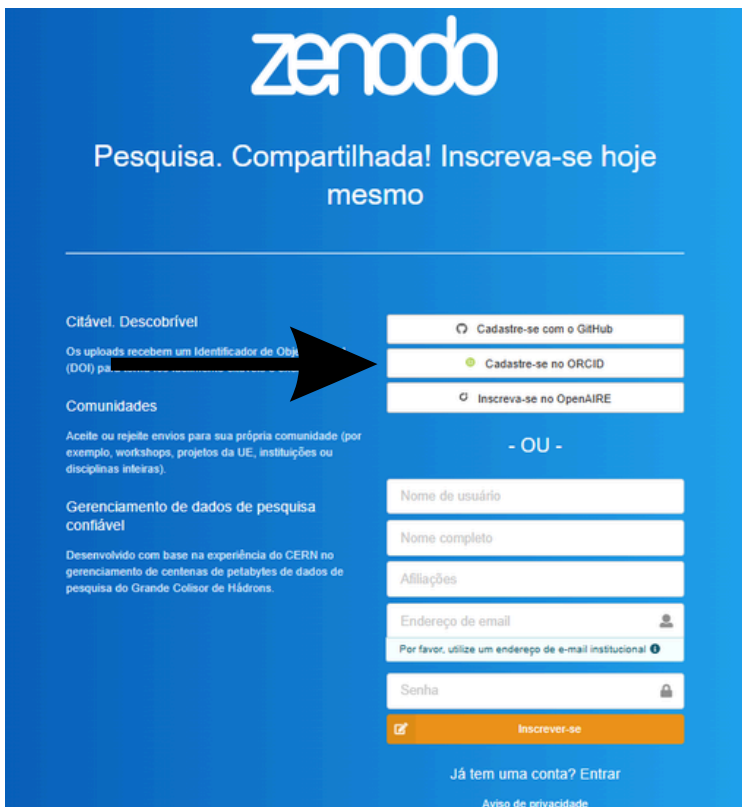 zenodo
Pesquisa. Compartilhada! Inscreva-se hoje
mesmo
Citável. Descobrível
Os uploads recebem um Identificador de
(DOI)
Comunidades
Aceite ou rejeite envios para sua própria comunidade (por
exemplo, workshops, projetos da UE, instituições ou
disciplinas inteiras).
Gerenciamento de dados de pesquisa
confiável
Desenvolvido com base na experiência do CERN no
gerenciamento de centenas de petabytes de dados de
pesquisa do Grande Colisor de Hádrons.
Cadastre-se com o GitHub
Cadastre-se no ORCID
Inscreva-se no OpenAIRE
- OU -
Nome de usuário
Nome completo
Afiliações
Endereço de email
Por favor, utilize um endereço de e-mail institucional
Senha
Inscrever-se
Já tem uma conta? Entrar
Aviso de privacidade